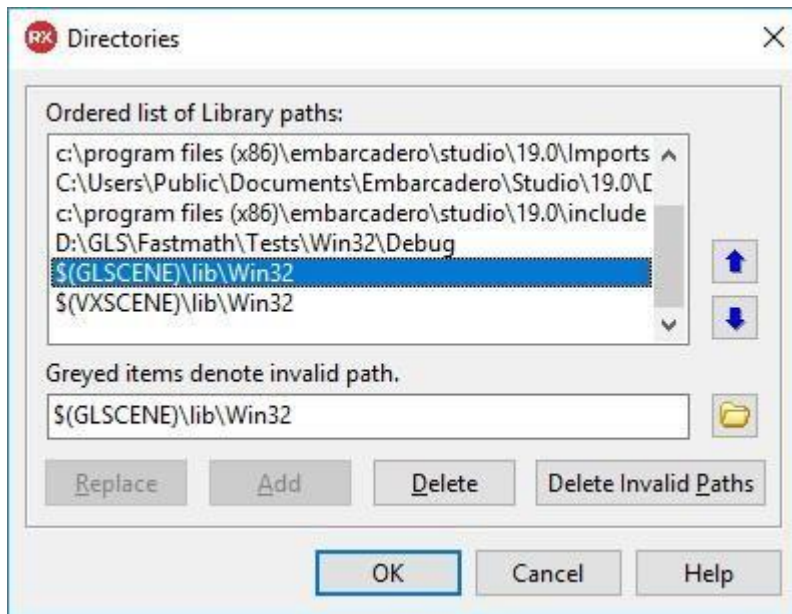 RX Directories
Ordered list of Library paths:
c:\program files (x86)\embarcadero\studio\19.0\Imports
C:\Users\Public\Documents\Embarcadero\Studio\19.0\D
c:\program files (x86)\embarcadero\studio\19.0\include
D:\GLS\Fastmath\Tests\Win32\Debug
$(GLSCENE)\lib\Win32
$(VXSCENE)\lib\Win32
Greyed items denote invalid path.
$(GLSCENE)\lib\Win32
Replace Add Delete Delete Invalid Paths
OK Cancel Help